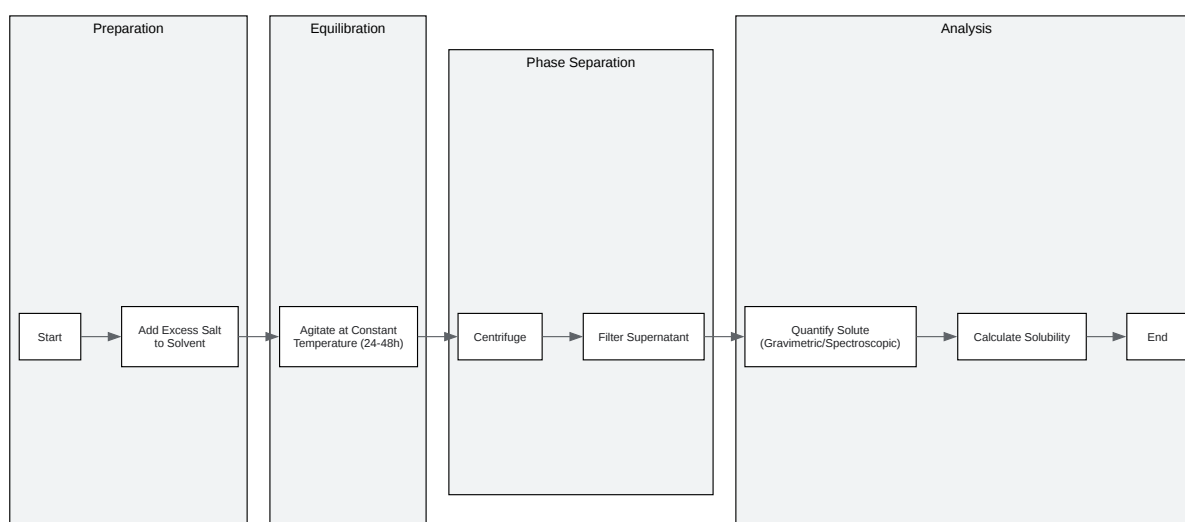 Preparation
Equilibration
Phase Separation
Analysis
Start
Add Excess Salt
to Solvent
Agitate at Constant
Temperature (24-48h)
Centrifuge
Filter Supernatant
Quantify Solute
(Gravimetric/Spectroscopic)
Calculate Solubility
End